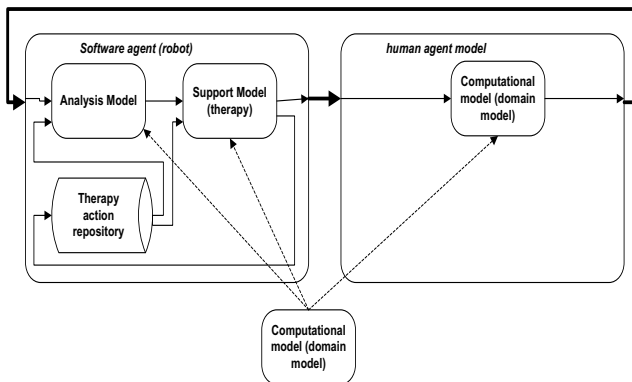 Software agent (robot)
human agent model
Analysis Model
Support Model
(therapy)
Computational
model (domain
model)
Therapy
action
repository
Computational
model (domain
model)